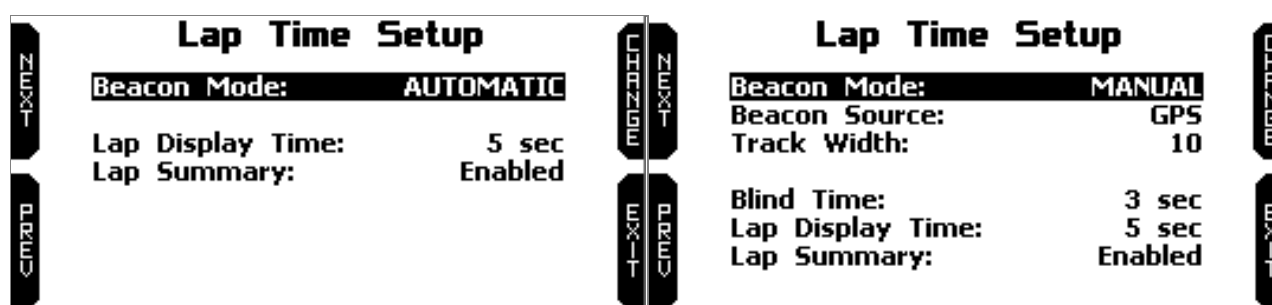 Lap Time Setup
NEXT
CHANGE
Beacon Mode: AUTOMATIC
Lap Display Time: 5 sec
Lap Summary: Enabled
PREV
EXIT
Lap Time Setup
NEXT
CHANGE
Beacon Mode: MANUAL
Beacon Source: GPS
Track Width: 10
Blind Time: 3 sec
Lap Display Time: 5 sec
Lap Summary: Enabled
PREV
EXIT